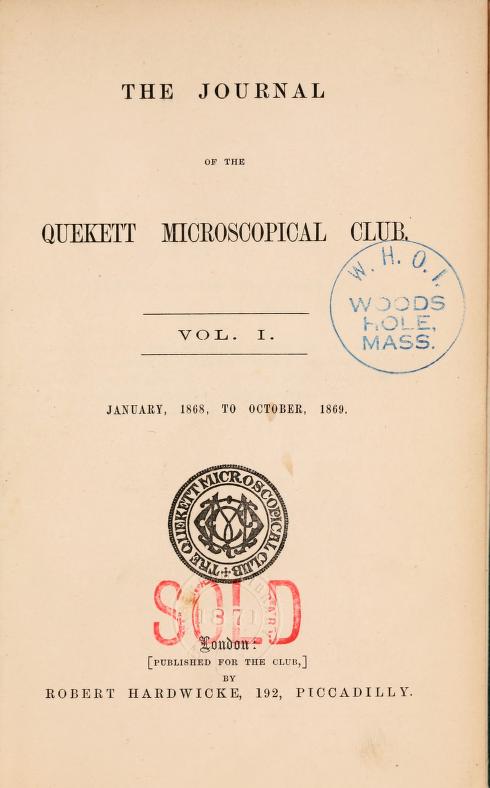 THE JOURNAL
OF THE
QUEKETT MICROSCOPICAL CLUB.
W. H. O. I.
WOODS
HOLE,
MASS.
VOL. I.
JANUARY, 1868, TO OCTOBER, 1869.
THE QUEKETT MICROSCOPICAL CLUB
SOLD
1871
London:
[PUBLISHED FOR THE CLUB,]
BY
ROBERT HARDWICKE, 192, PICCADILLY.